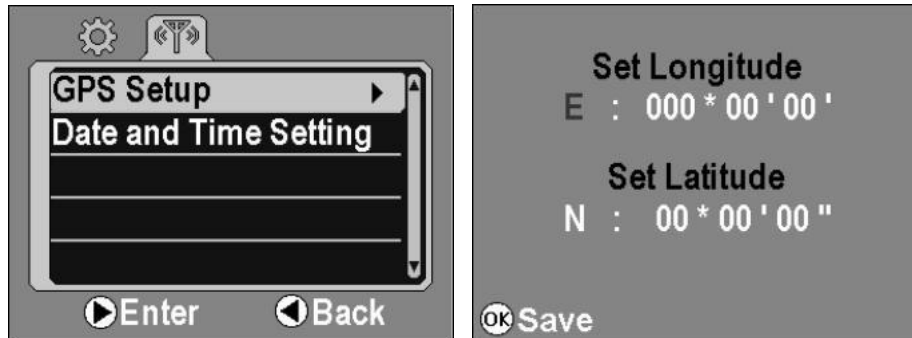 GPS Setup
Date and Time Setting
Enter Back
Set Longitude
E : 000 * 00 ' 00 '
Set Latitude
N : 00 * 00 ' 00 "
OK Save